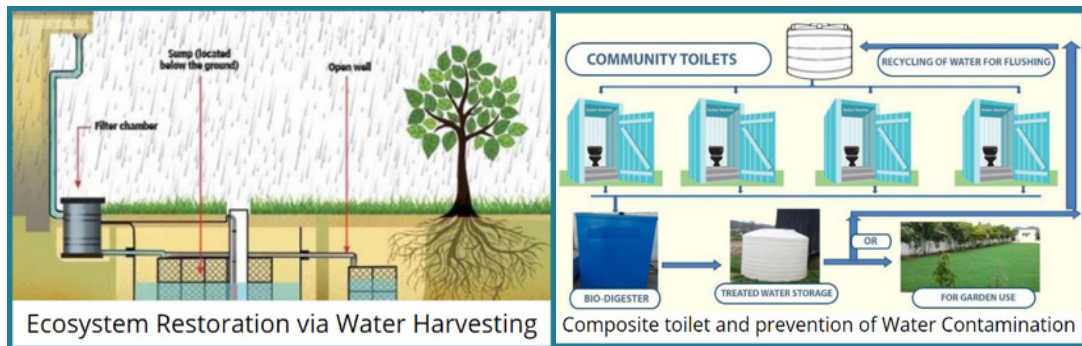 Sump (located
below the ground)
Open well
Filter chamber
Ecosystem Restoration via Water Harvesting
COMMUNITY TOILETS
RECYCLING OF WATER FOR FLUSHING
OR
BIO-DIGESTER
TREATED WATER STORAGE
FOR GARDEN USE
Composite toilet and prevention of Water Contamination